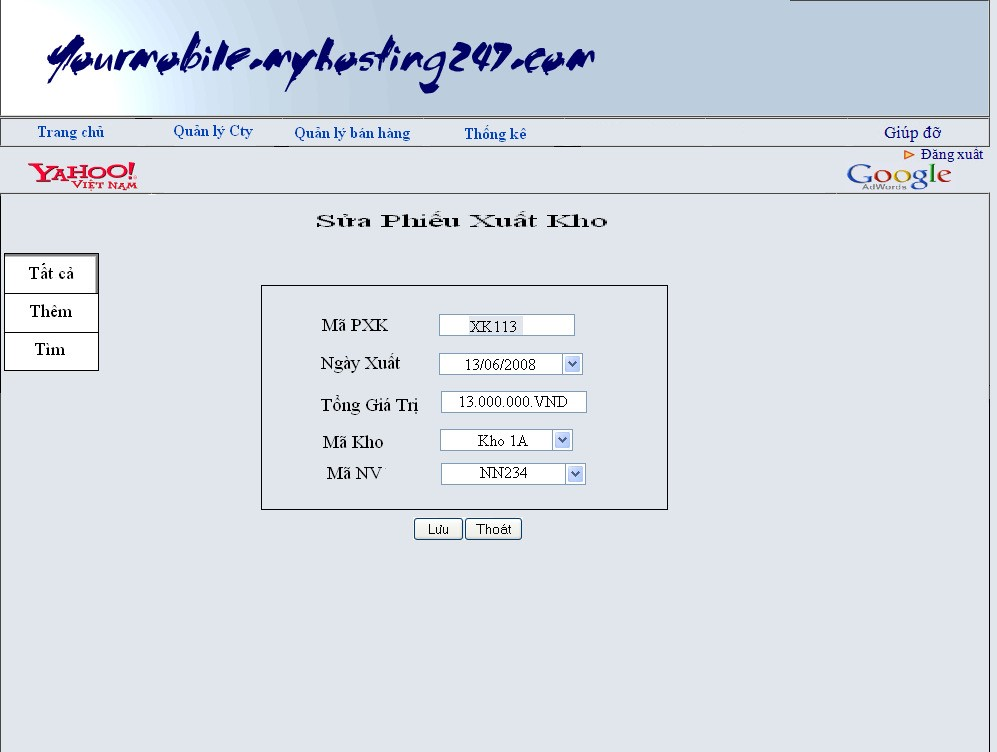 Yourmobile.myhosting247.com
Trang chủ Quản lý Cty Quản lý bán hàng Thống kê Giúp đỡ
Đăng xuất
YAHOO! VIỆT NAM
Google AdWords
Sửa Phiếu Xuất Kho
Tất cả
Thêm
Tìm
Mã PXK XK113
Ngày Xuất 13/06/2008
Tổng Giá Trị 13.000.000.VND
Mã Kho Kho 1A
Mã NV NN234
Lưu Thoát